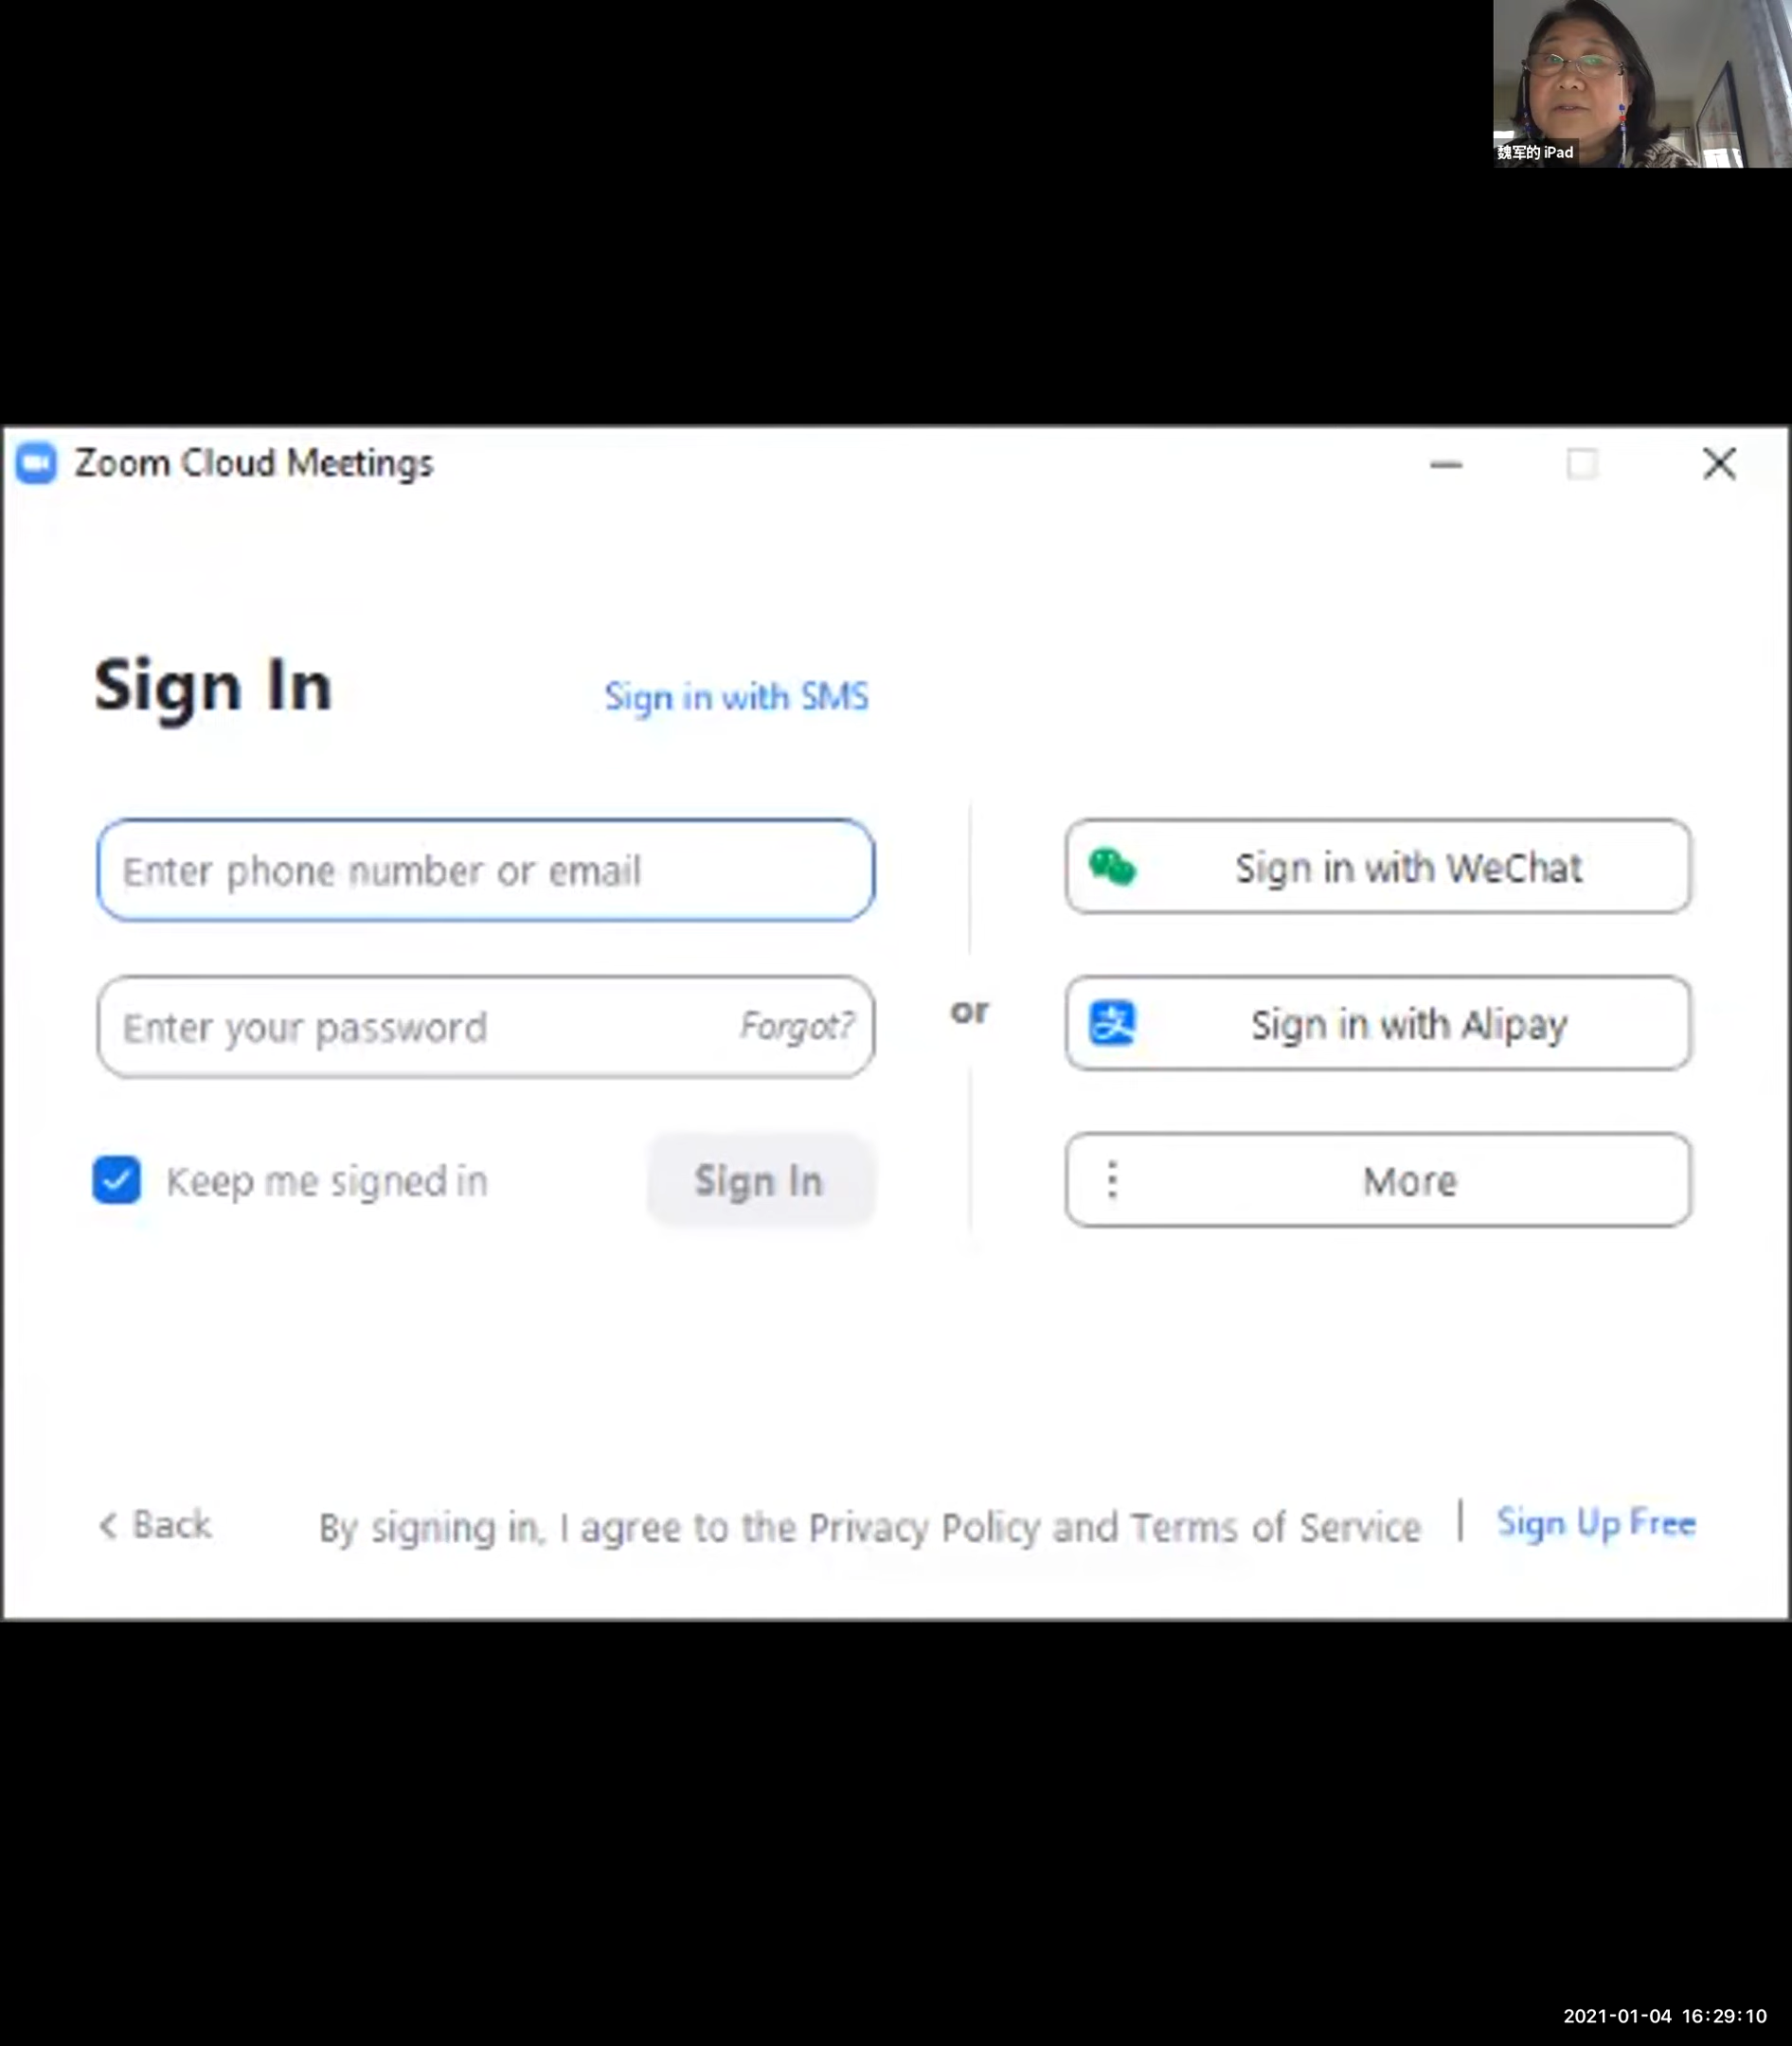 魏军的 iPad
Zoom Cloud Meetings
Sign In
Sign in with SMS
Enter phone number or email
Enter your password
Forgot?
Keep me signed in
Sign In
or
Sign in with WeChat
支
Sign in with Alipay
More
Back
By signing in, I agree to the Privacy Policy and Terms of Service
Sign Up Free
2021-01-04 16:29:10